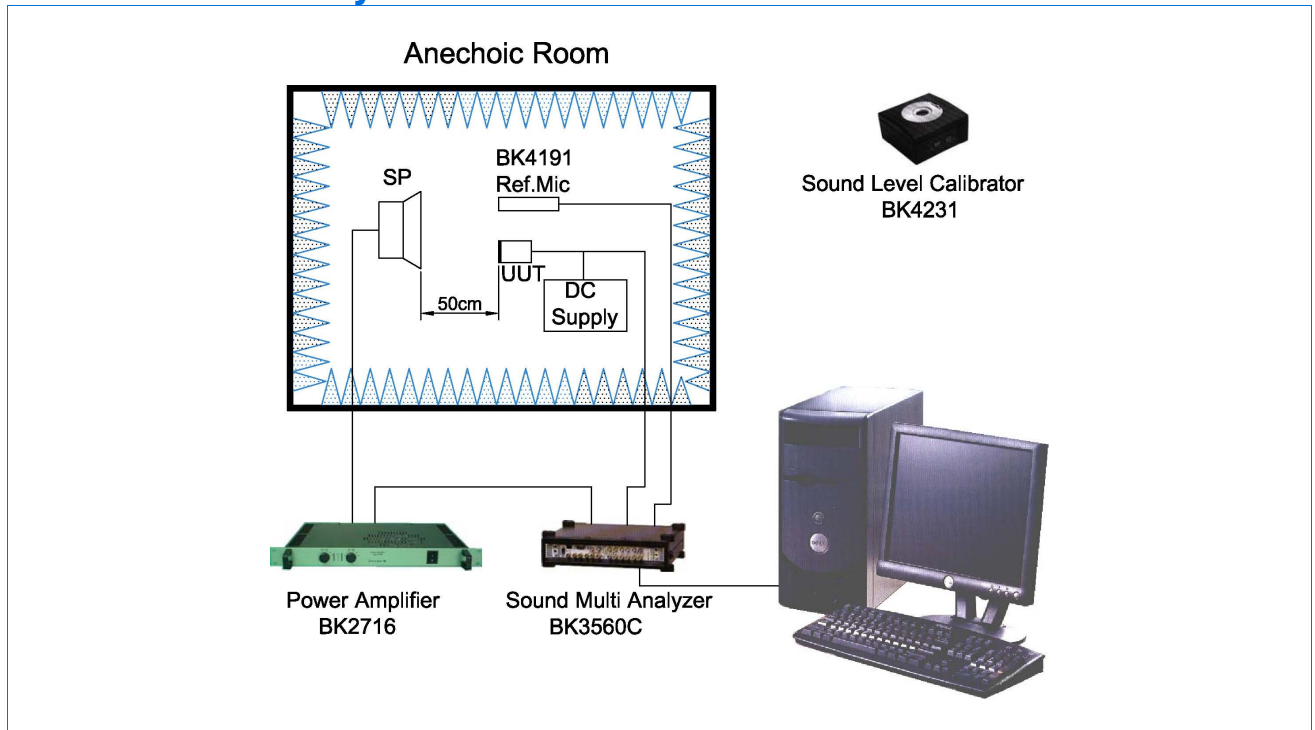 Anechoic Room
SP
BK4191
Ref.Mic
UUT
50cm
DC
Supply
Sound Level Calibrator
BK4231
Power Amplifier
BK2716
Sound Multi Analyzer
BK3560C